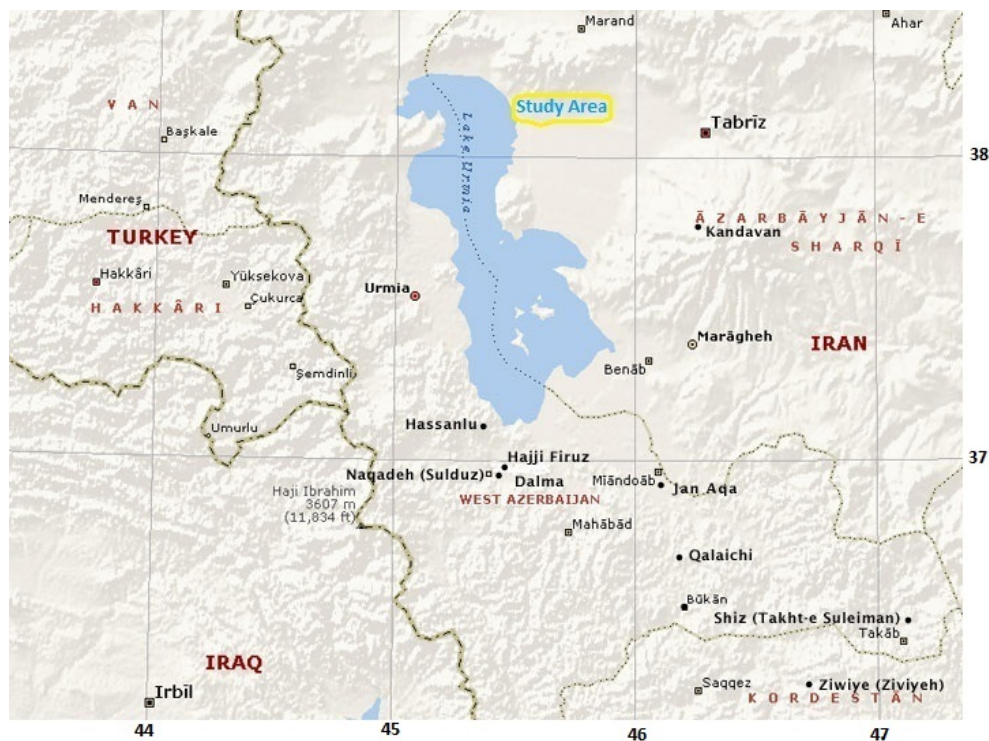 Marand
Ahar
VAN
Başkale
Study Area
Tabrīz
Lake Urmia
38
Mendereş
TURKEY
ĀZARBĀYJĀN-E
SHARQĪ
Kandavan
Hakkâri
Yüksekova
HAKKÂRI
Çukurca
Urmia
Marāgheh
IRAN
Benāb
Şemdinli
Hassanlu
Umurlu
37
Hajji Firuz
Naqadeh (Sulduz)
Dalma
Miāndoāb
Jan Aqa
WEST AZERBAIJAN
Haji Ibrahim
3607 m
(11,834 ft)
Mahābād
Qalaichi
Būkān
Shiz (Takht-e Suleiman)
Takāb
IRAQ
Irbīl
Saqqez
Ziwiye (Ziviyeh)
KORDESTĀN
44
45
46
47